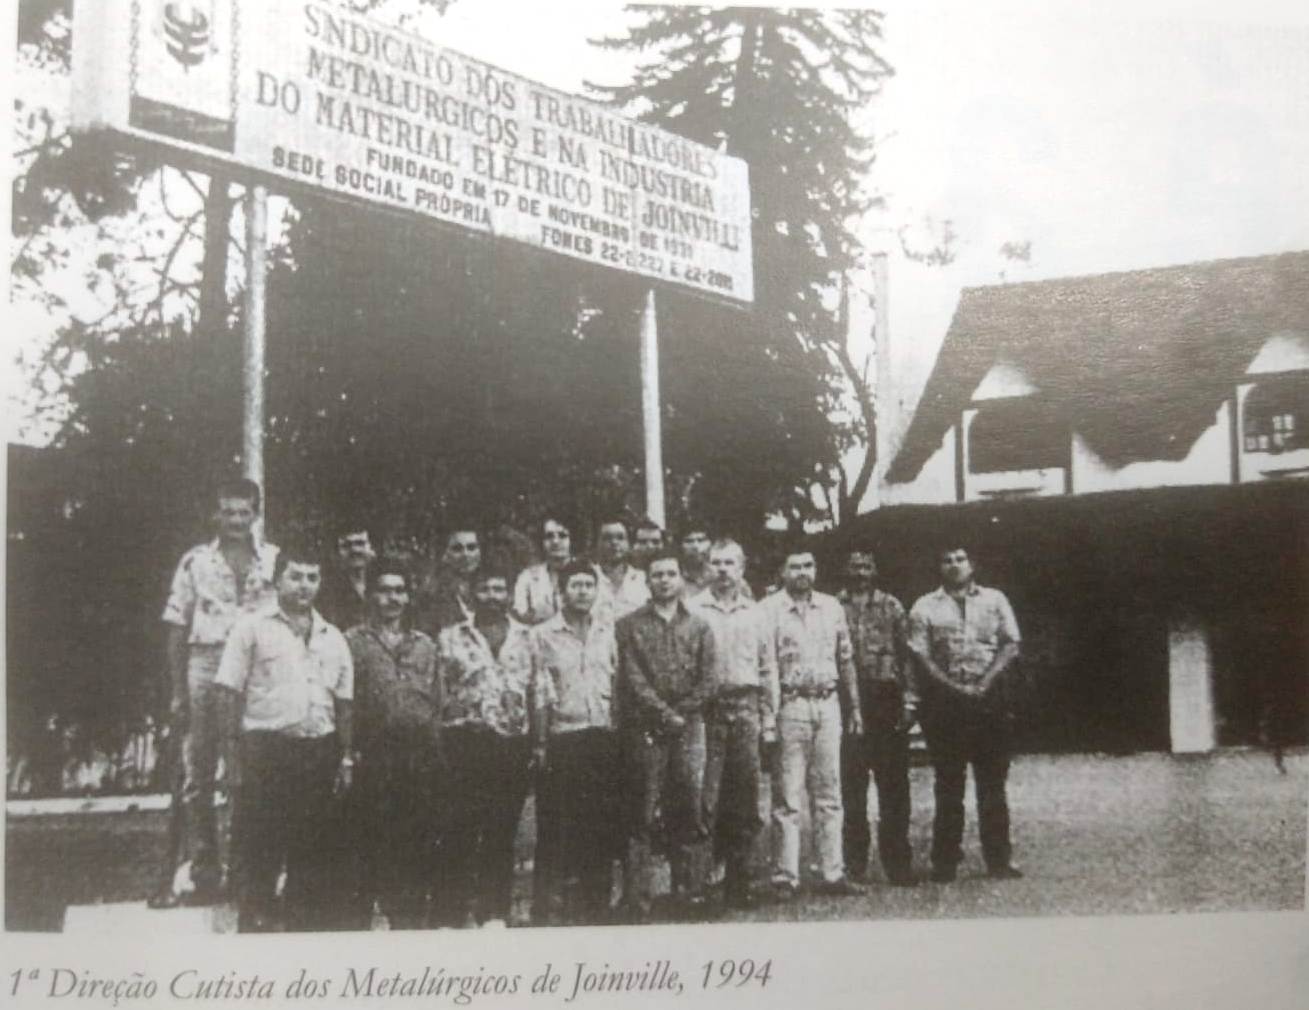 SNDICATO DOS TRABALHADORES
METALURGICOS E NA INDUSTRIA
DO MATERIAL ELÉTRICO DE JOINVILLE
FUNDADO EM 17 DE NOVEMBRO DE
SEDE SOCIAL PRÓPRIA
FONES
1ª Direção Cutista dos Metalúrgicos de Joinville, 1994